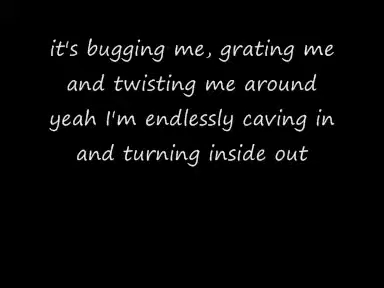 it's bugging me, grating me
and twisting me around
yeah I'm endlessly caving in
and turning inside out